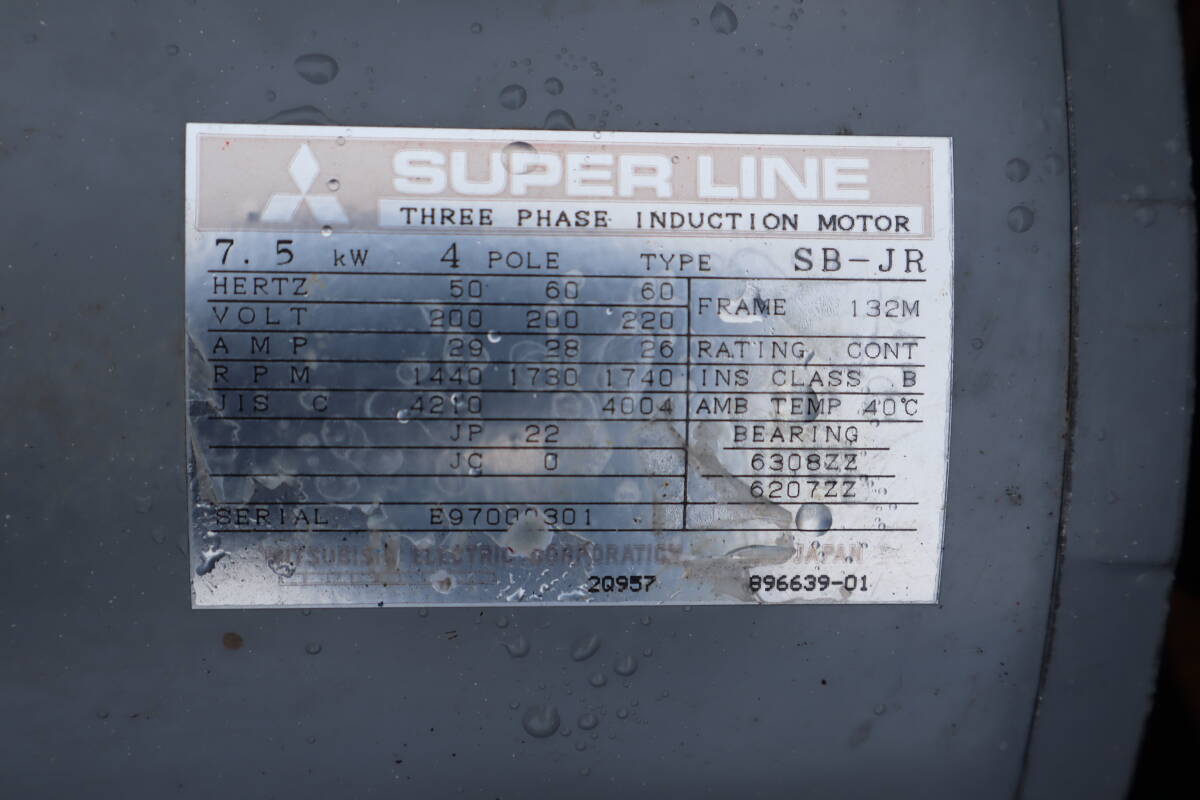 SUPER LINE
THREE PHASE INDUCTION MOTOR
7.5 kW 4 POLE TYPE SB-JR
HERTZ 50 60 60 FRAME 132M
VOLT 200 200 220
AMP 29 28 26 RATING CONT
RPM 1440 1730 1740 INS CLASS B
JIS C 4210 4004 AMB TEMP 40°C
JP 22 BEARING
JC 0 6308ZZ
6207ZZ
SERIAL
ELECTRIC JAPAN
2Q957 896639-01